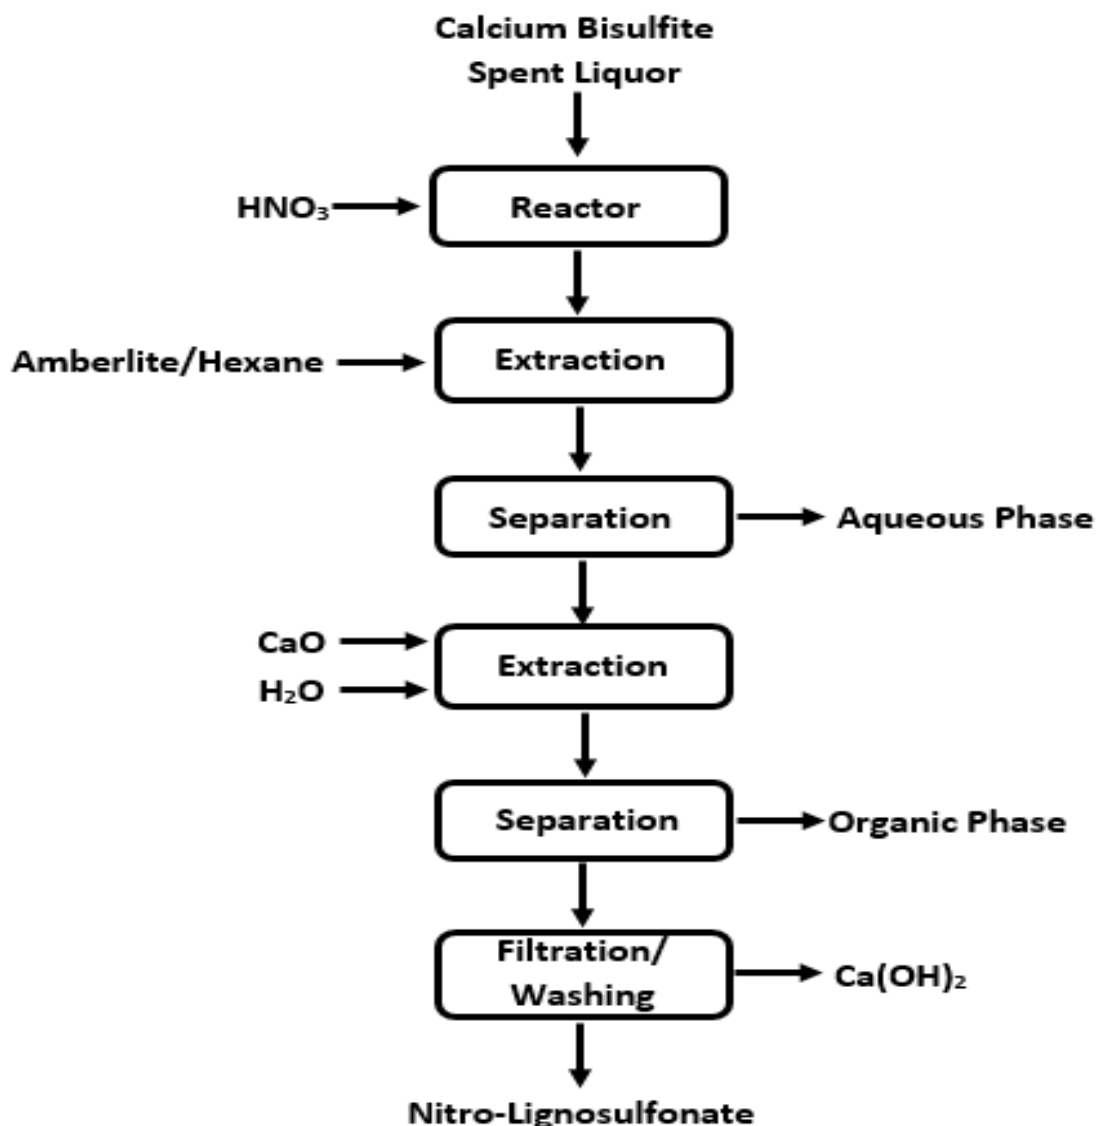 Calcium Bisulfite
Spent Liquor
HNO₃
Reactor
Amberlite/Hexane
Extraction
Separation
Aqueous Phase
CaO
H₂O
Extraction
Separation
Organic Phase
Filtration/
Washing
Ca(OH)₂
Nitro-Lignosulfonate